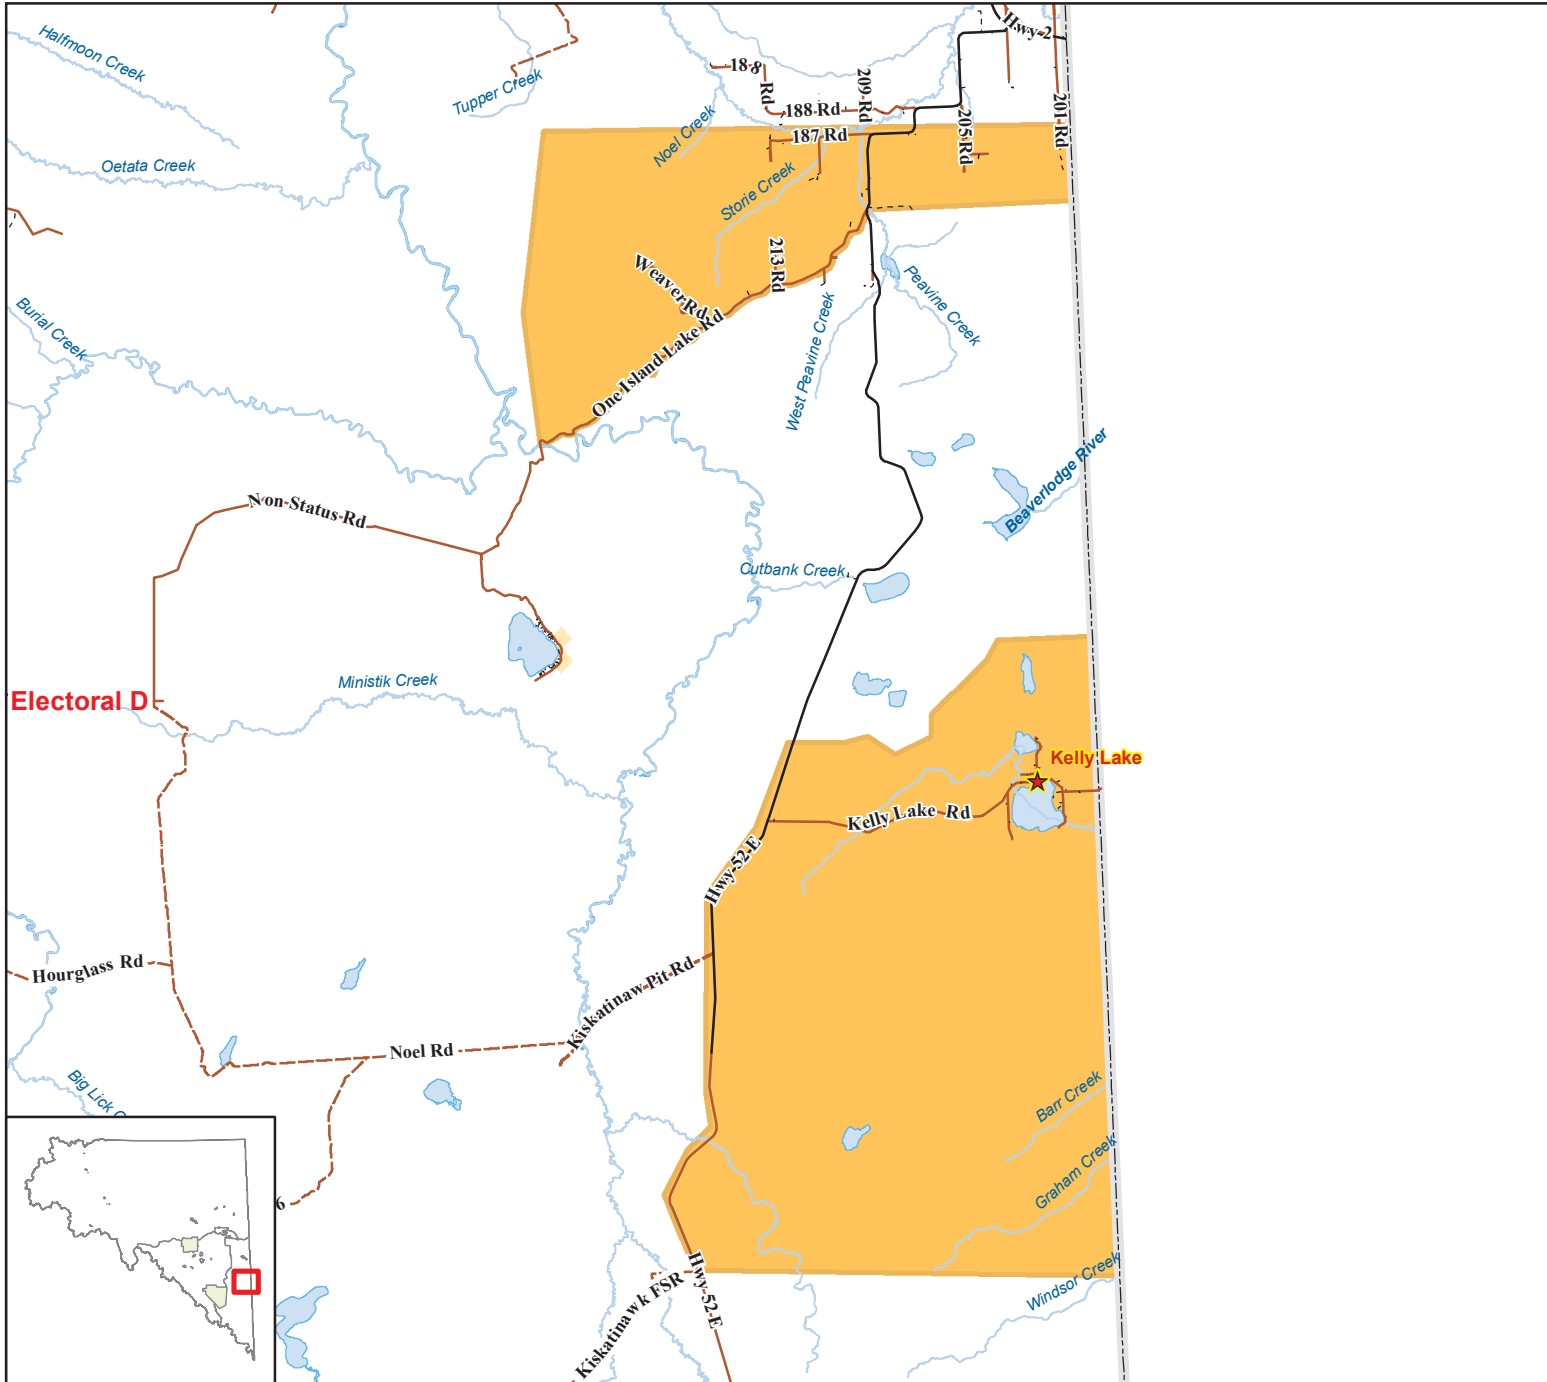 Hwy 2
Halfmoon Creek
Tupper Creek
188
Rd
209 Rd
188 Rd
187 Rd
205 Rd
201 Rd
Noel Creek
Oetata Creek
Storie Creek
213 Rd
Weaver Rd
Peavine Creek
Burial Creek
West Peavine Creek
One Island Lake Rd
Beaverlodge River
Non-Status Rd
Cutbank Creek
Ministik Creek
Electoral D
Kelly Lake
Kelly Lake Rd
Hwy 52 E
Hourglass Rd
Kiskatinaw Pit Rd
Noel Rd
Big Lick C
Barr Creek
Graham Creek
6
Windsor Creek
Hwy 52 E
Kiskatinawk FSR